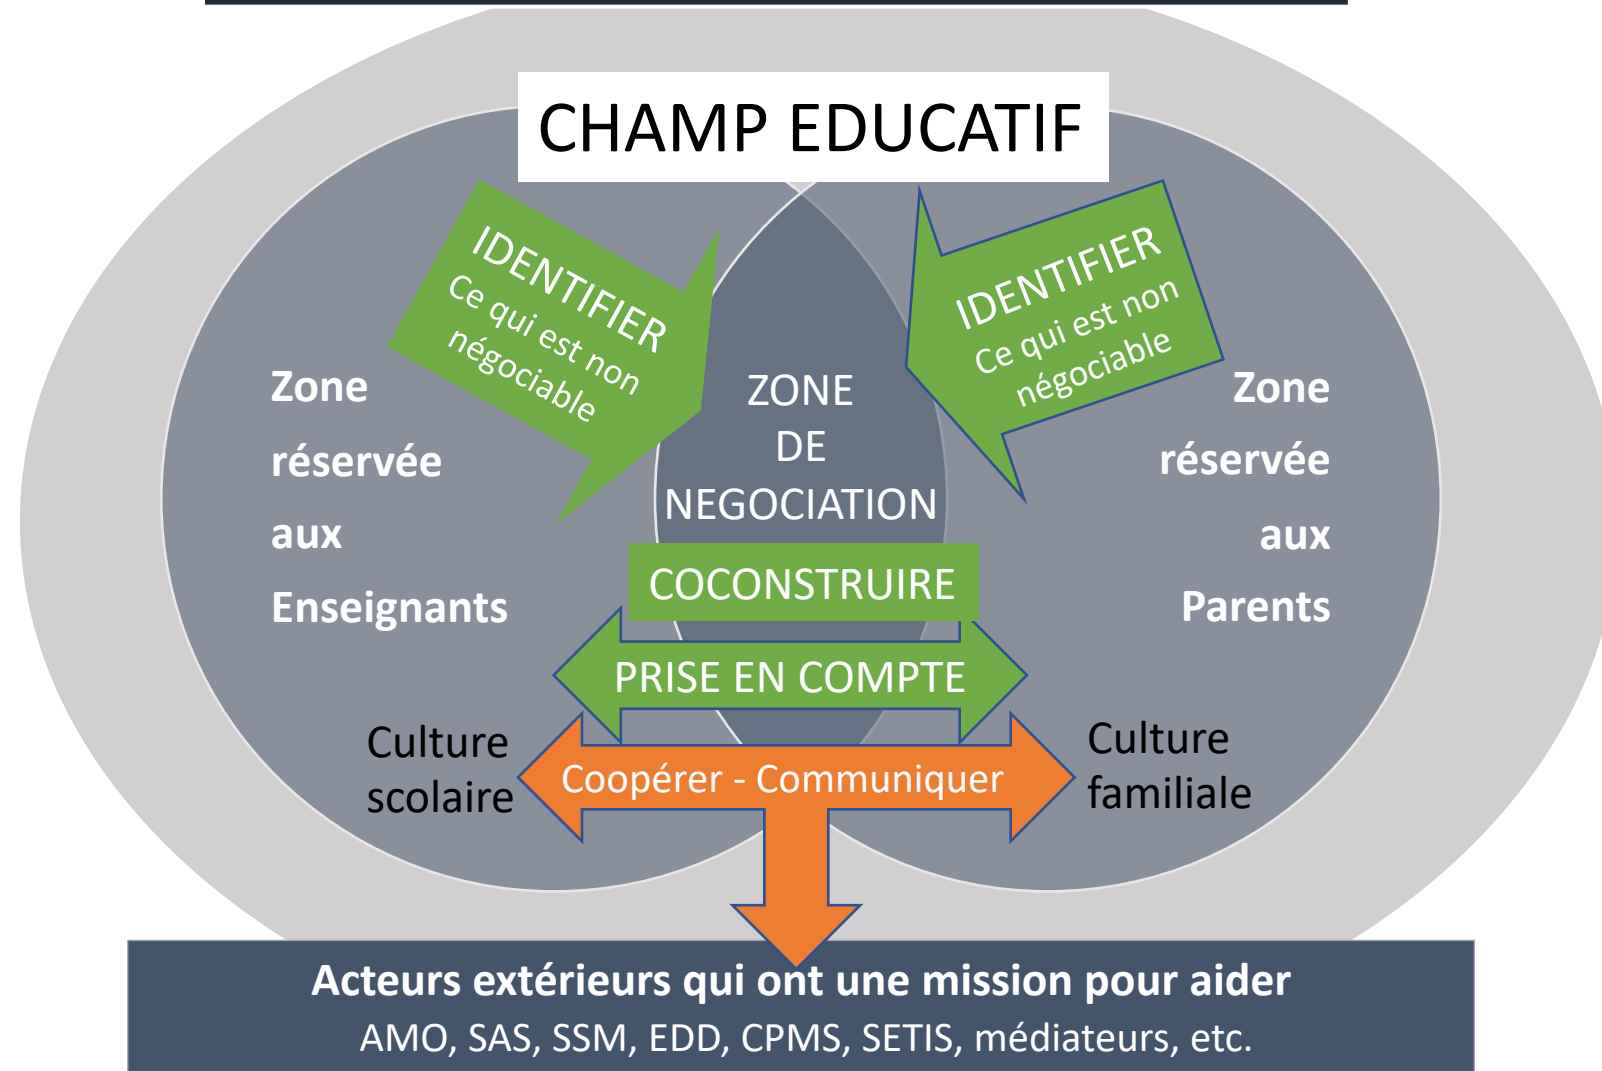 CHAMP EDUCATIF
IDENTIFIER
Ce qui est non
négociable
IDENTIFIER
Ce qui est non
négociable
Zone
réservée
aux
Enseignants
ZONE
DE
NEGOCIATION
Zone
réservée
aux
Parents
COCONSTRUIRE
PRISE EN COMPTE
Culture
scolaire
Coopérer - Communiquer
Culture
familiale
Acteurs extérieurs qui ont une mission pour aider
AMO, SAS, SSM, EDD, CPMS, SETIS, médiateurs, etc.